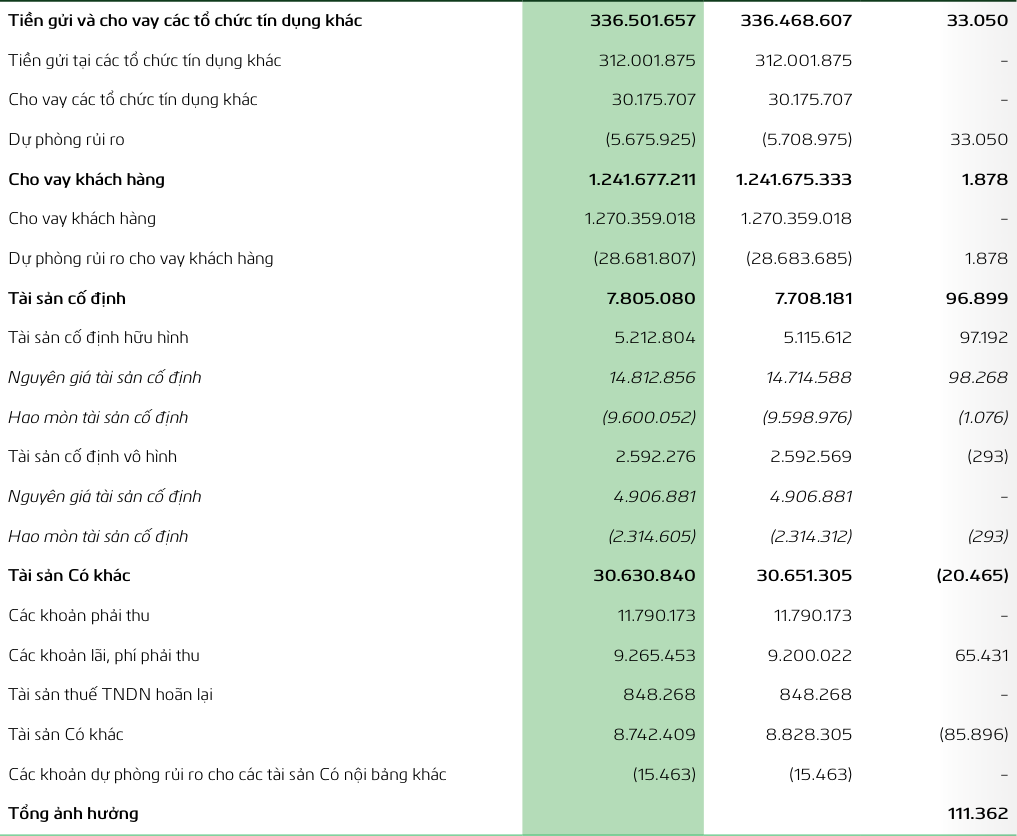 Tiền gửi và cho vay các tổ chức tín dụng khác 336.501.657 336.468.607 33.050
Tiền gửi tại các tổ chức tín dụng khác 312.001.875 312.001.875 –
Cho vay các tổ chức tín dụng khác 30.175.707 30.175.707 –
Dự phòng rủi ro (5.675.925) (5.708.975) 33.050
Cho vay khách hàng 1.241.677.211 1.241.675.333 1.878
Cho vay khách hàng 1.270.359.018 1.270.359.018 –
Dự phòng rủi ro cho vay khách hàng (28.681.807) (28.683.685) 1.878
Tài sản cố định 7.805.080 7.708.181 96.899
Tài sản cố định hữu hình 5.212.804 5.115.612 97.192
Nguyên giá tài sản cố định 14.812.856 14.714.588 98.268
Hao mòn tài sản cố định (9.600.052) (9.598.976) (1.076)
Tài sản cố định vô hình 2.592.276 2.592.569 (293)
Nguyên giá tài sản cố định 4.906.881 4.906.881 –
Hao mòn tài sản cố định (2.314.605) (2.314.312) (293)
Tài sản Có khác 30.630.840 30.651.305 (20.465)
Các khoản phải thu 11.790.173 11.790.173 –
Các khoản lãi, phí phải thu 9.265.453 9.200.022 65.431
Tài sản thuế TNDN hoãn lại 848.268 848.268 –
Tài sản Có khác 8.742.409 8.828.305 (85.896)
Các khoản dự phòng rủi ro cho các tài sản Có nội bảng khác (15.463) (15.463) –
Tổng ảnh hưởng 111.362